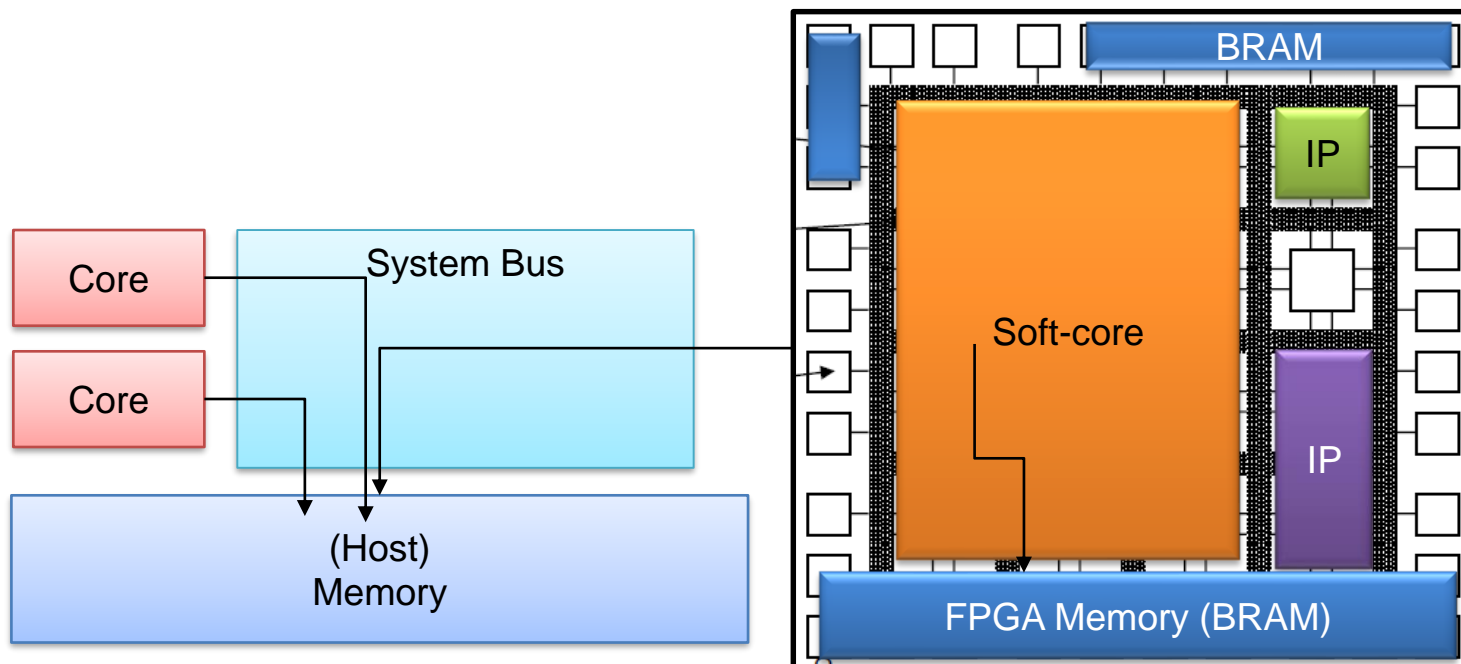 BRAM
IP
Core
System Bus
Core
Soft-core
IP
(Host)
Memory
FPGA Memory (BRAM)